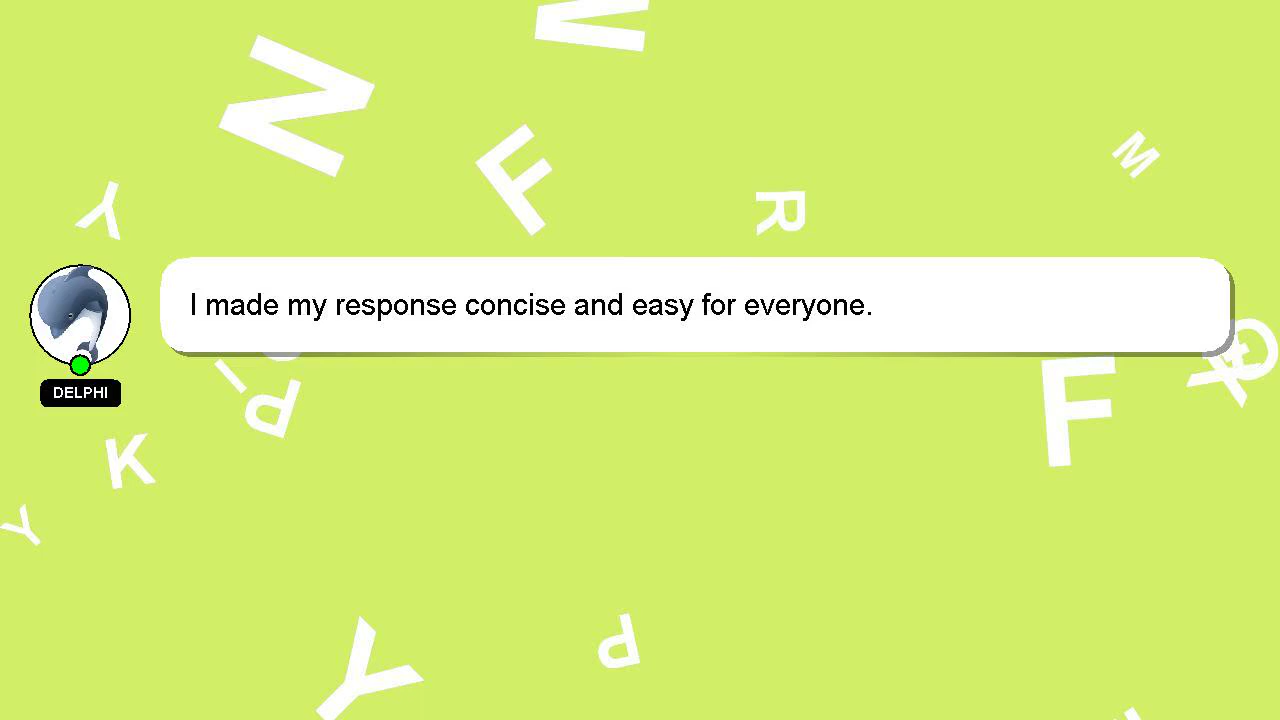 N
F
M
Y
R
I made my response concise and easy for everyone.
DELPHI
P
F
K
Y
Y
P